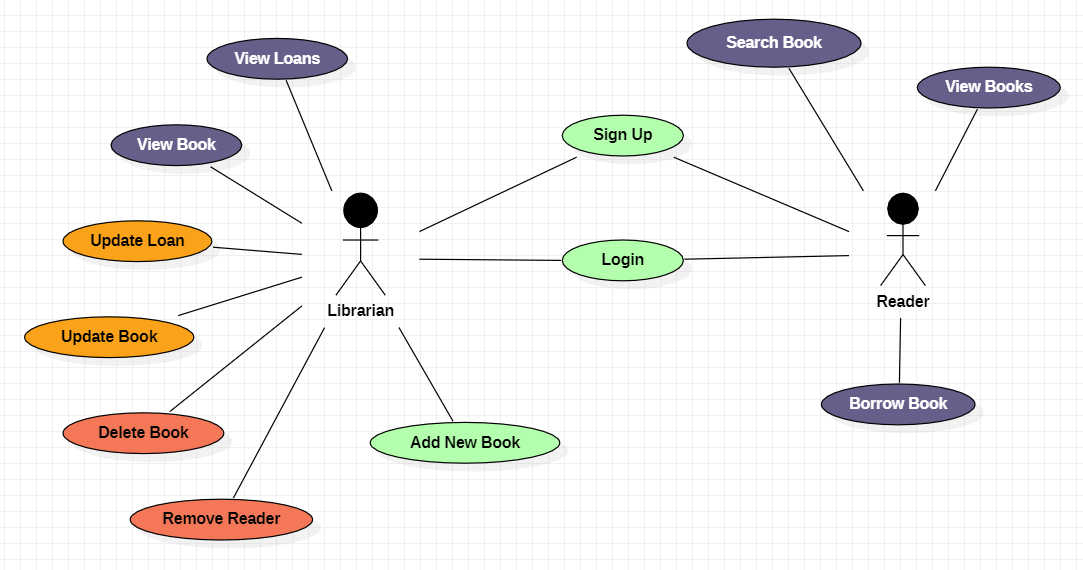 Search Book
View Loans
View Books
Sign Up
View Book
Update Loan
Login
Librarian
Reader
Update Book
Borrow Book
Delete Book
Add New Book
Remove Reader